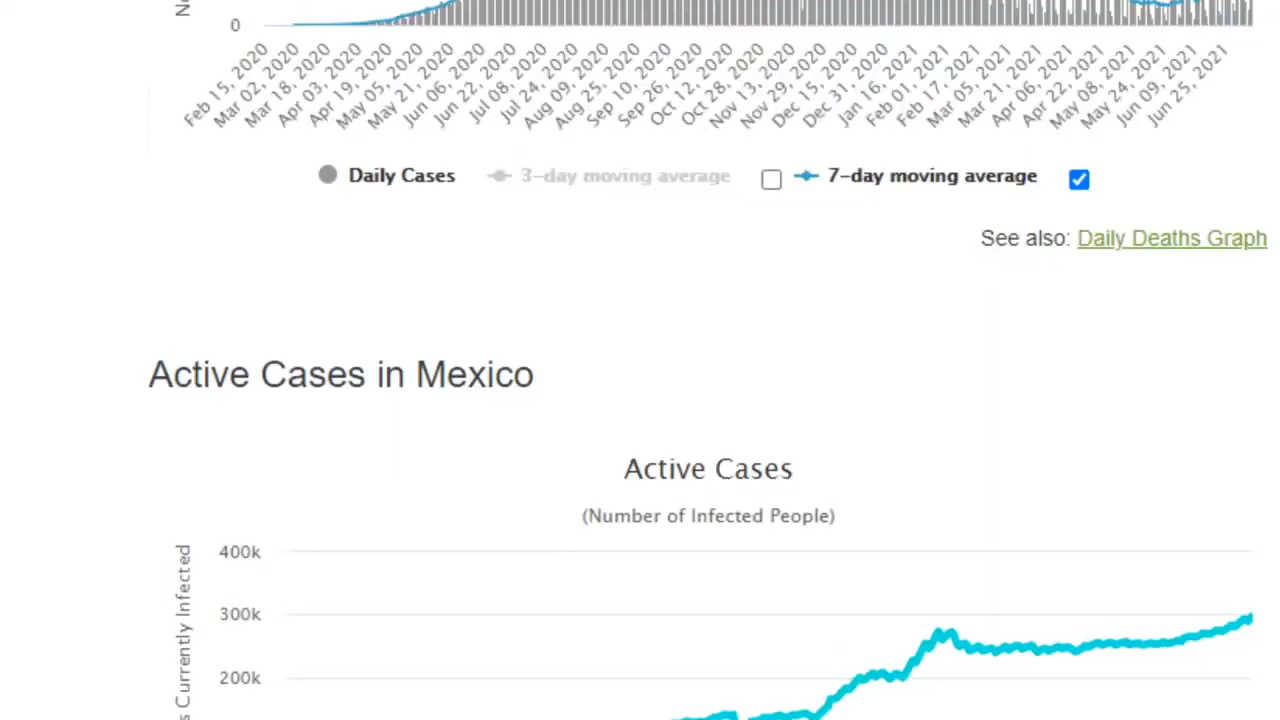 0
Feb 15, 2020
Mar 02, 2020
Mar 18, 2020
Apr 03, 2020
Apr 19, 2020
May 05, 2020
May 21, 2020
Jun 06, 2020
Jun 22, 2020
Jul 08, 2020
Jul 24, 2020
Aug 09, 2020
Aug 25, 2020
Sep 10, 2020
Sep 26, 2020
Oct 12, 2020
Oct 28, 2020
Nov 13, 2020
Nov 29, 2020
Dec 15, 2020
Dec 31, 2020
Jan 16, 2021
Feb 01, 2021
Feb 17, 2021
Mar 05, 2021
Mar 21, 2021
Apr 06, 2021
Apr 22, 2021
May 08, 2021
May 24, 2021
Jun 09, 2021
Jun 25, 2021
Daily Cases 3-day moving average 7-day moving average
See also: Daily Deaths Graph
Active Cases in Mexico
Active Cases
(Number of Infected People)
400k
300k
200k
s Currently Infected